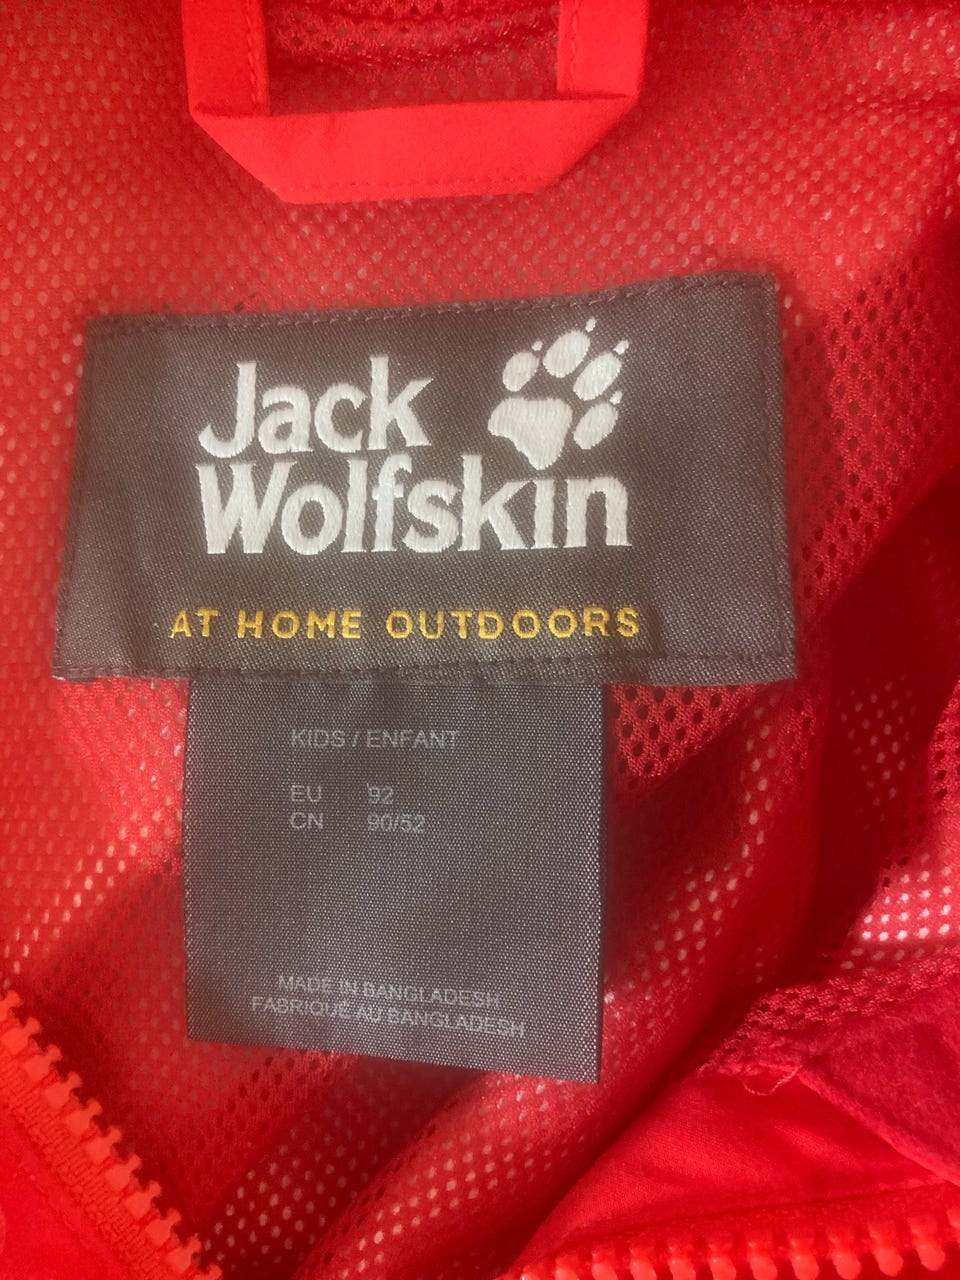 Jack
Wolfskin
AT HOME OUTDOORS
KIDS / ENFANT
EU 92
CN 90/52
MADE IN BANGLADESH
FABRIQUÉ AU BANGLADESH